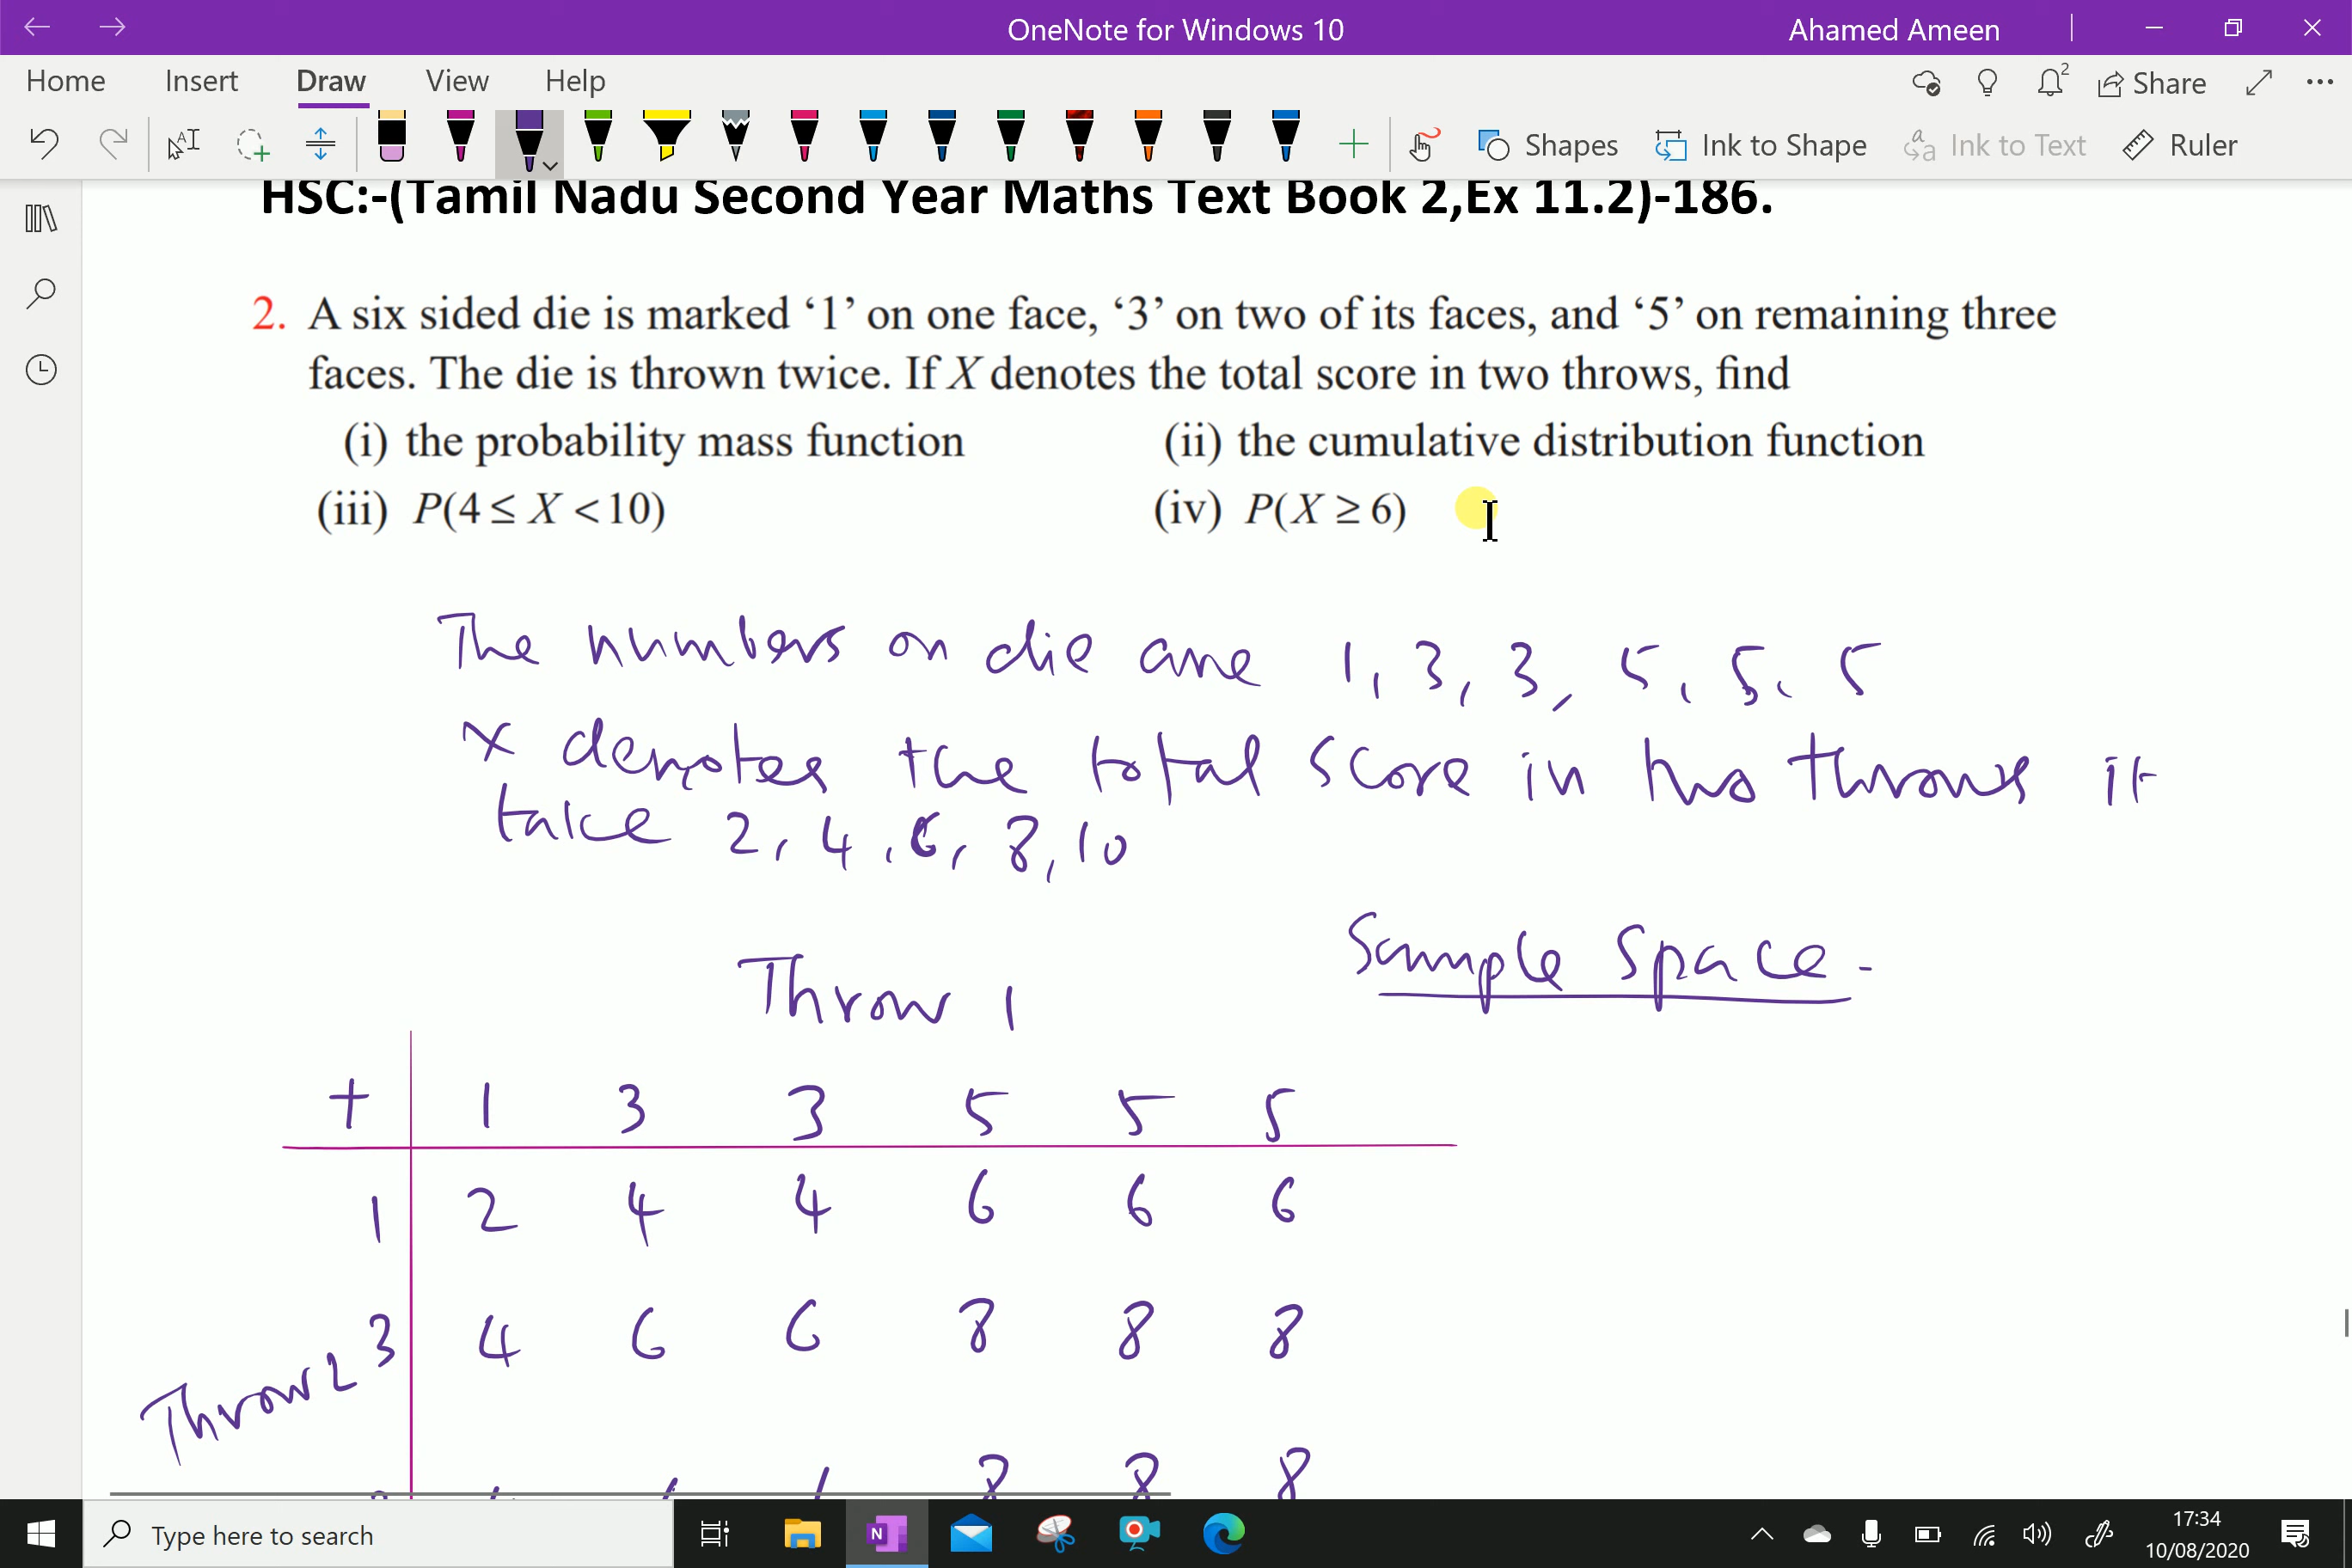 OneNote for Windows 10
Ahamed Ameen
Home Insert Draw View Help
2 Share
Shapes Ink to Shape Ink to Text Ruler
HSC:-(Tamil Nadu Second Year Maths Text Book 2,Ex 11.2)-186.
2. A six sided die is marked ‘1’ on one face, ‘3’ on two of its faces, and ‘5’ on remaining three
faces. The die is thrown twice. If X denotes the total score in two throws, find
(i) the probability mass function (ii) the cumulative distribution function
(iii) P(4 ≤ X < 10) (iv) P(X ≥ 6)
The numbers on die are 1, 3, 3, 5, 5, 5
X denotes the total score in two throws it
take 2, 4, 6, 8, 10
Sample Space -
Throw 1
+ 1 3 3 5 5 5
1 2 4 4 6 6 6
3 4 6 6 8 8 8
Throw 2
8 8 8
Type here to search
17:34
10/08/2020